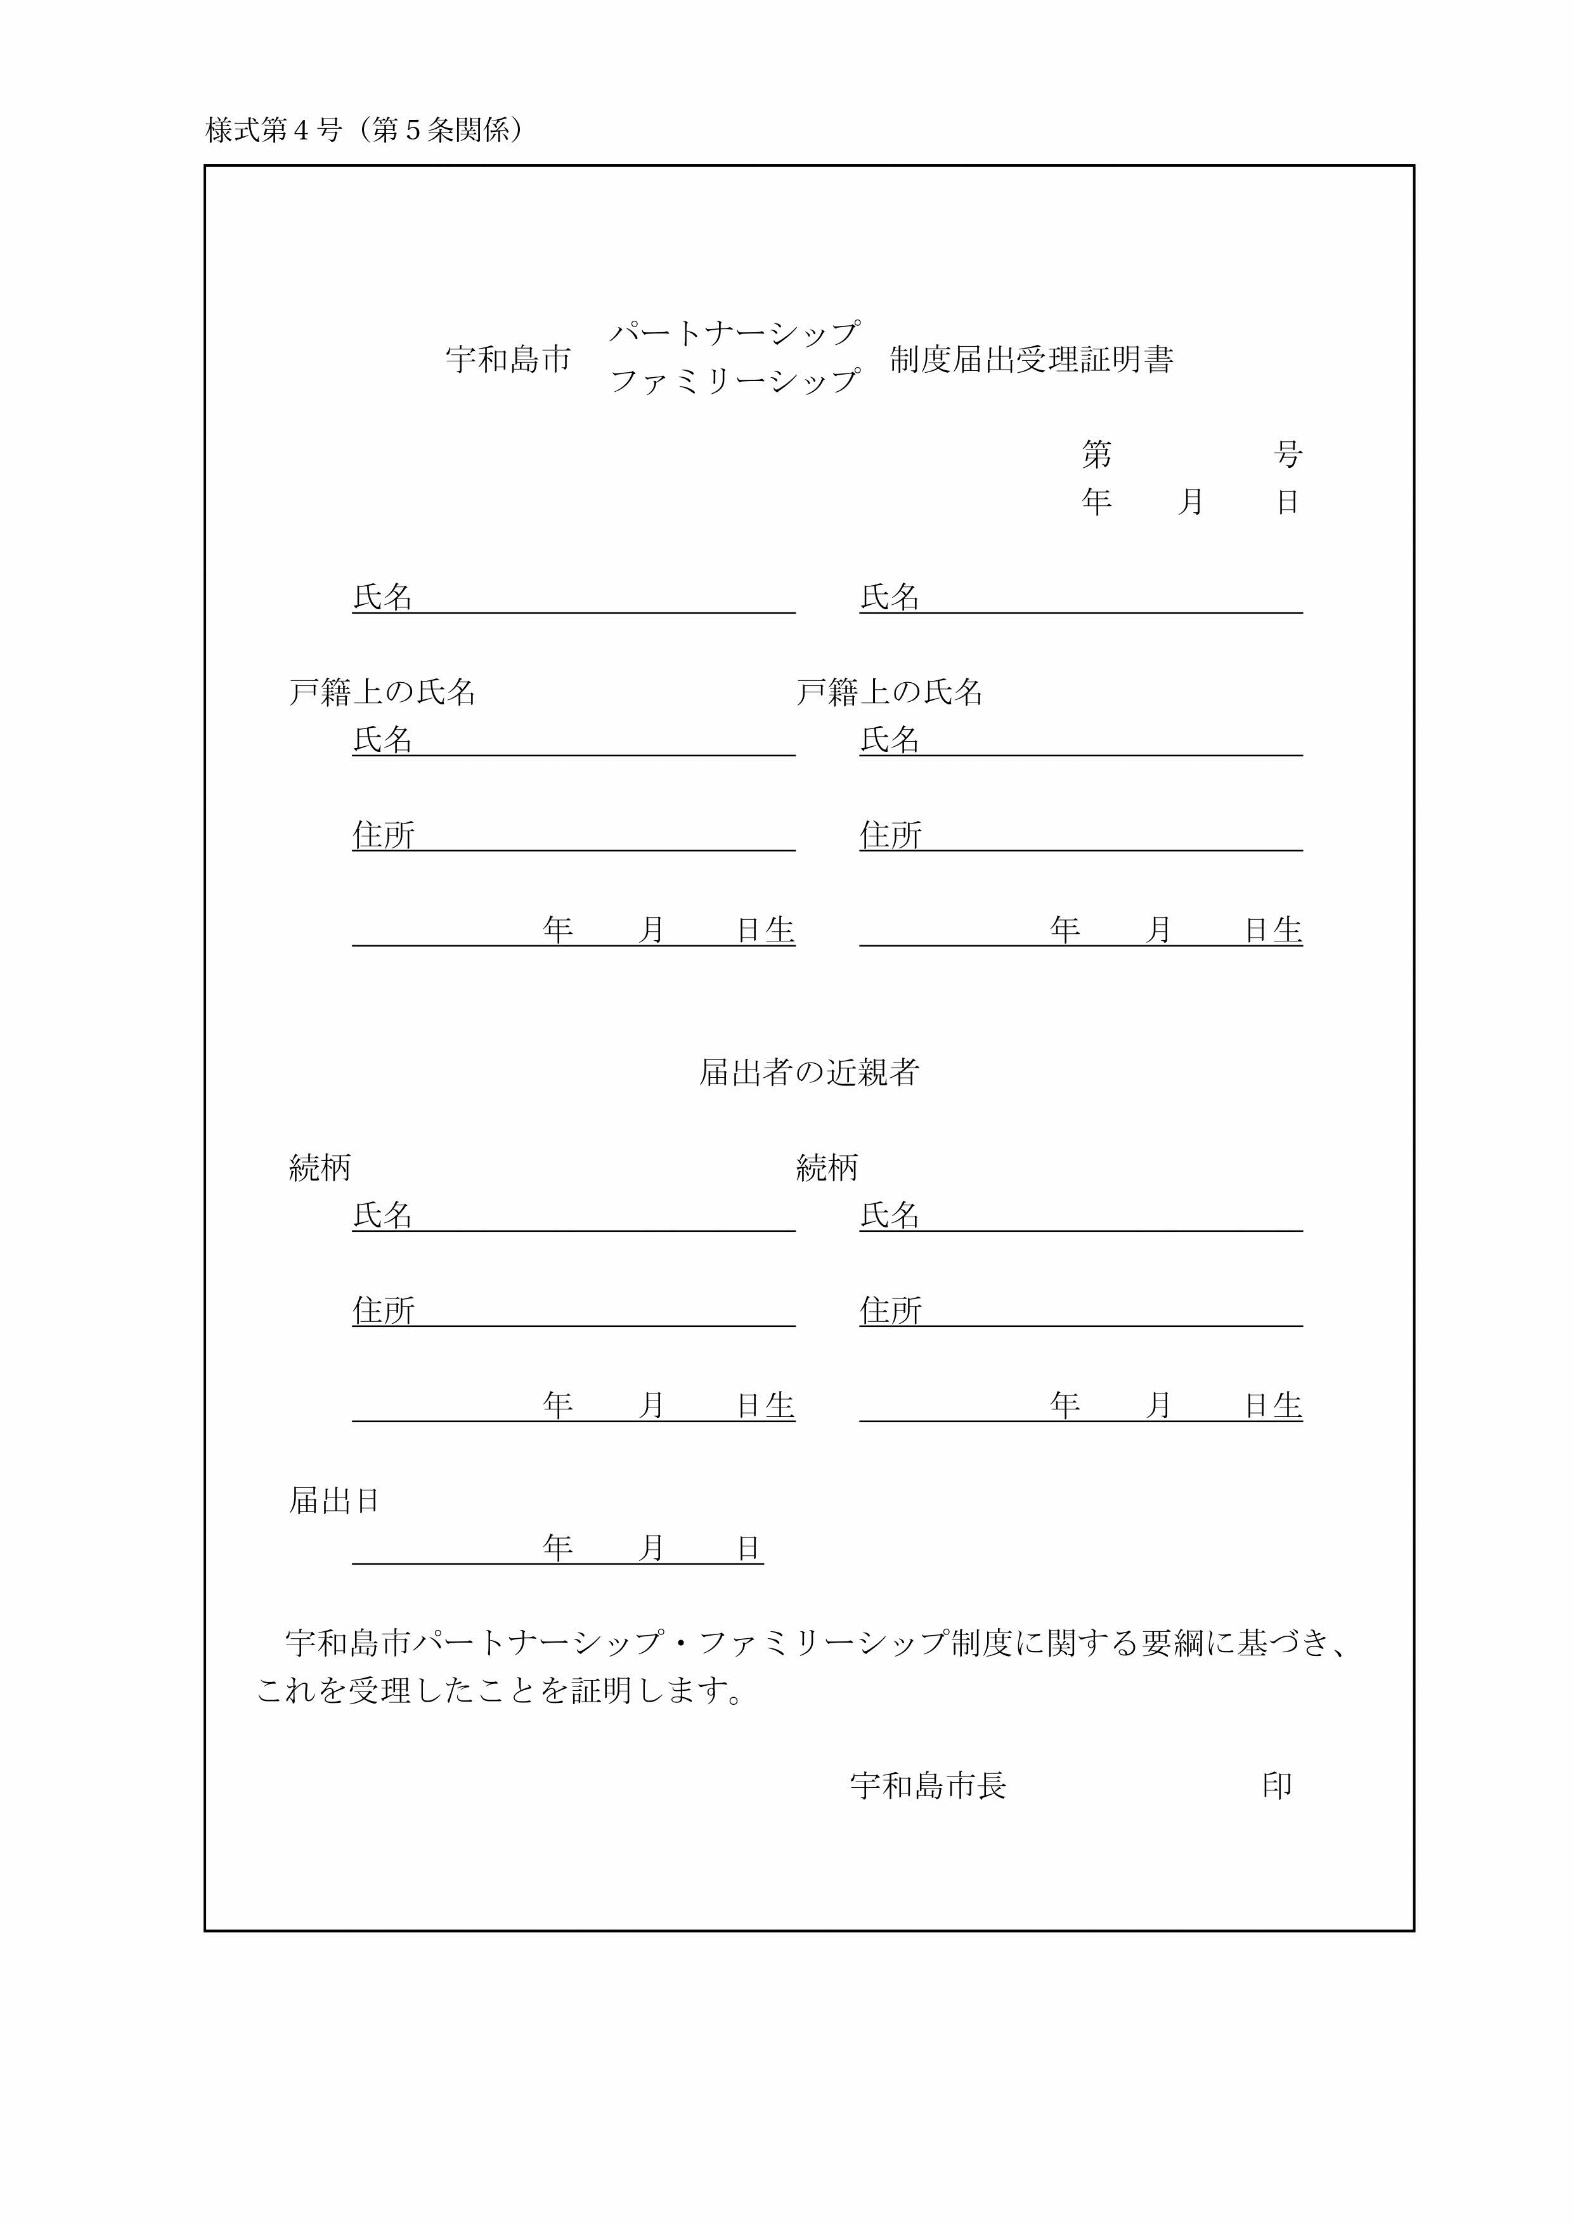 様式第４号（第５条関係）
宇和島市 パートナーシップ 制度届出受理証明書
ファミリーシップ
第 号
年 月 日
氏名 氏名
戸籍上の氏名 戸籍上の氏名
氏名 氏名
住所 住所
年 月 日生 年 月 日生
届出者の近親者
続柄 続柄
氏名 氏名
住所 住所
年 月 日生 年 月 日生
届出日
年 月 日
宇和島市パートナーシップ・ファミリーシップ制度に関する要綱に基づき、
これを受理したことを証明します。
宇和島市長 印